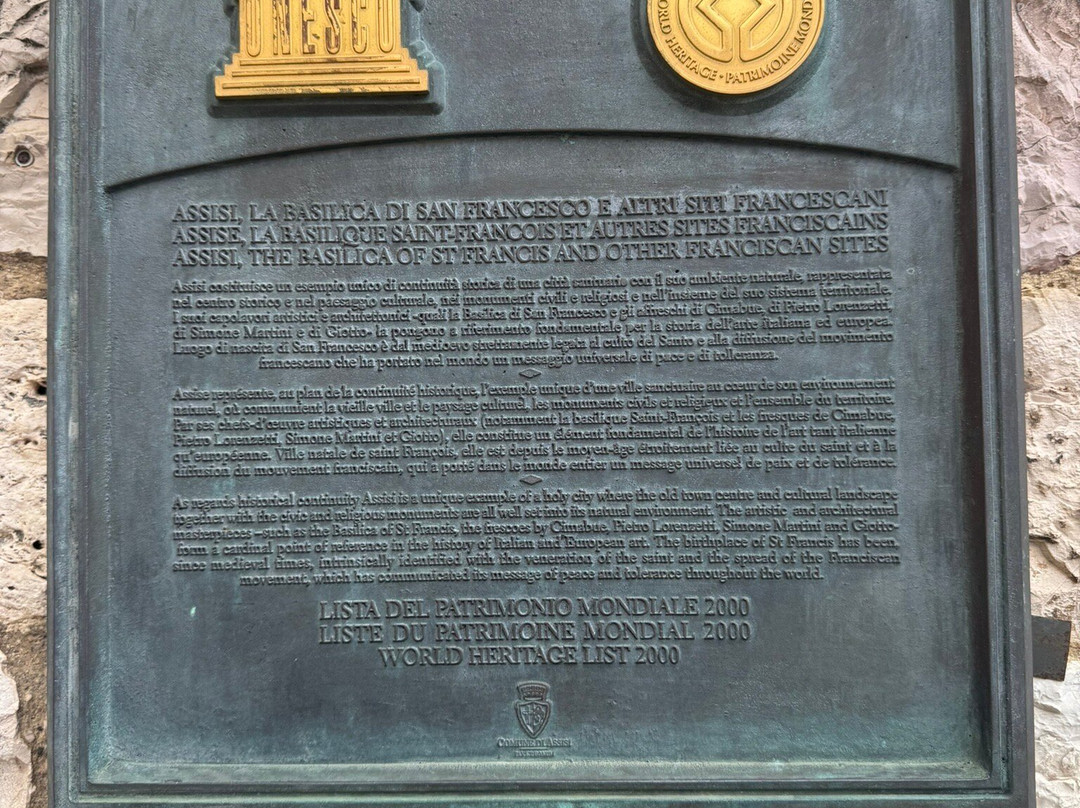 UNESCO
WORLD HERITAGE • PATRIMOINE MOND
ASSISI, LA BASILICA DI SAN FRANCESCO E ALTRI SITI FRANCESCANI
ASSISE, LA BASILIQUE SAINT-FRANCOIS ET AUTRES SITES FRANCISCAINS
ASSISI, THE BASILICA OF ST FRANCIS AND OTHER FRANCISCAN SITES
Assisi costituisce un esempio unico di continuità storica di una città santuario con il suo ambiente naturale, rappresentata
nel centro storico e nel paesaggio culturale, nei monumenti civili e religiosi e nell'insieme del suo sistema territoriale.
I suoi capolavori artistici e architettonici -quali la Basilica di San Francesco e gli affreschi di Cimabue, di Pietro Lorenzetti,
di Simone Martini e di Giotto- la pongono a riferimento fondamentale per la storia dell'arte italiana ed europea.
Luogo di nascita di San Francesco è dal medioevo strettamente legata al culto del Santo e alla diffusione del movimento
francescano che ha portato nel mondo un messaggio universale di pace e di tolleranza.
Assise représente, au plan de la continuité historique, l'exemple unique d'une ville sanctuaire au cœur de son environnement
naturel, où communient la vieille ville et le paysage culturel, les monuments civils et religieux et l'ensemble du territoire.
Par ses chefs-d'œuvre artistiques et architecturaux (notamment la basilique Saint-François et les fresques de Cimabue,
Pietro Lorenzetti, Simone Martini et Giotto), elle constitue un élément fondamental de l'histoire de l'art tant italienne
qu'européenne. Ville natale de saint François, elle est depuis le moyen-âge étroitement liée au culte du saint et à la
diffusion du mouvement franciscain, qui a porté dans le monde entier un message universel de paix et de tolérance.
As regards historical continuity Assisi is a unique example of a holy city where the old town centre and cultural landscape
together with the civic and religious monuments are all well set into its natural environment. The artistic and architectural
masterpieces –such as the Basilica of St Francis, the frescoes by Cimabue, Pietro Lorenzetti, Simone Martini and Giotto-
form a cardinal point of reference in the history of Italian and European art. The birthplace of St Francis has been,
since medieval times, intrinsically identified with the veneration of the saint and the spread of the Franciscan
movement, which has communicated its message of peace and tolerance throughout the world.
LISTA DEL PATRIMONIO MONDIALE 2000
LISTE DU PATRIMOINE MONDIAL 2000
WORLD HERITAGE LIST 2000
COMUNE DI ASSISI